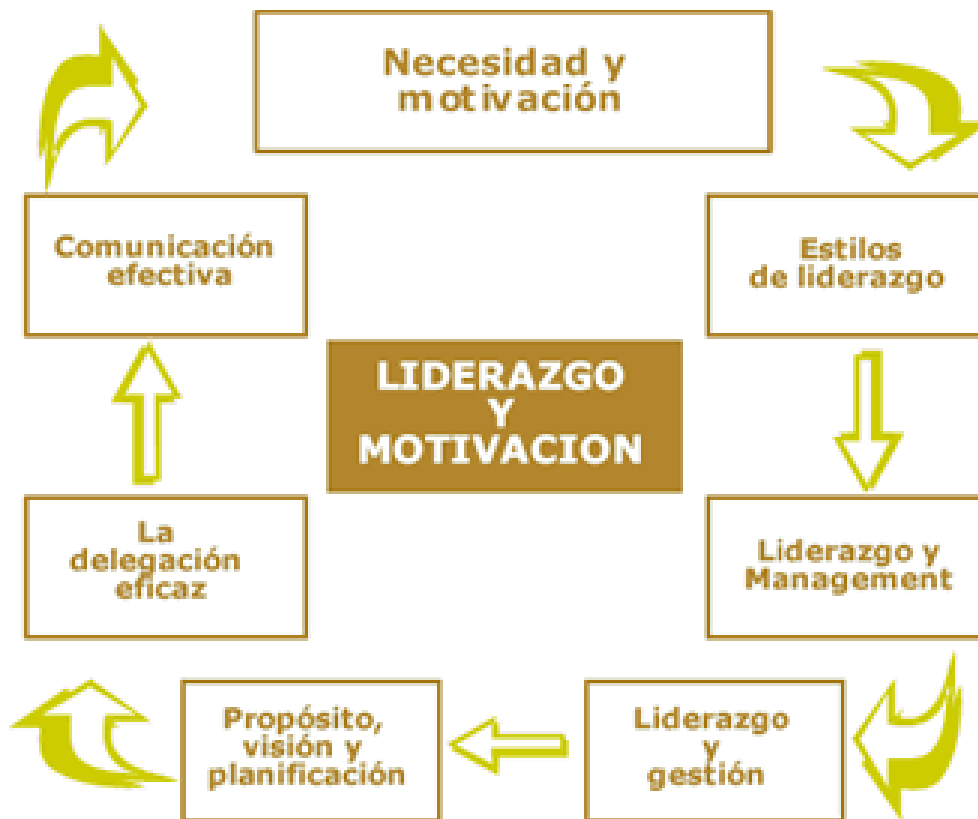 Necesidad y
motivación
Comunicación
efectiva
Estilos
de liderazgo
LIDERAZGO
Y
MOTIVACION
La
delegación
eficaz
Liderazgo y
Management
Propósito,
visión y
planificación
Liderazgo
y
gestión